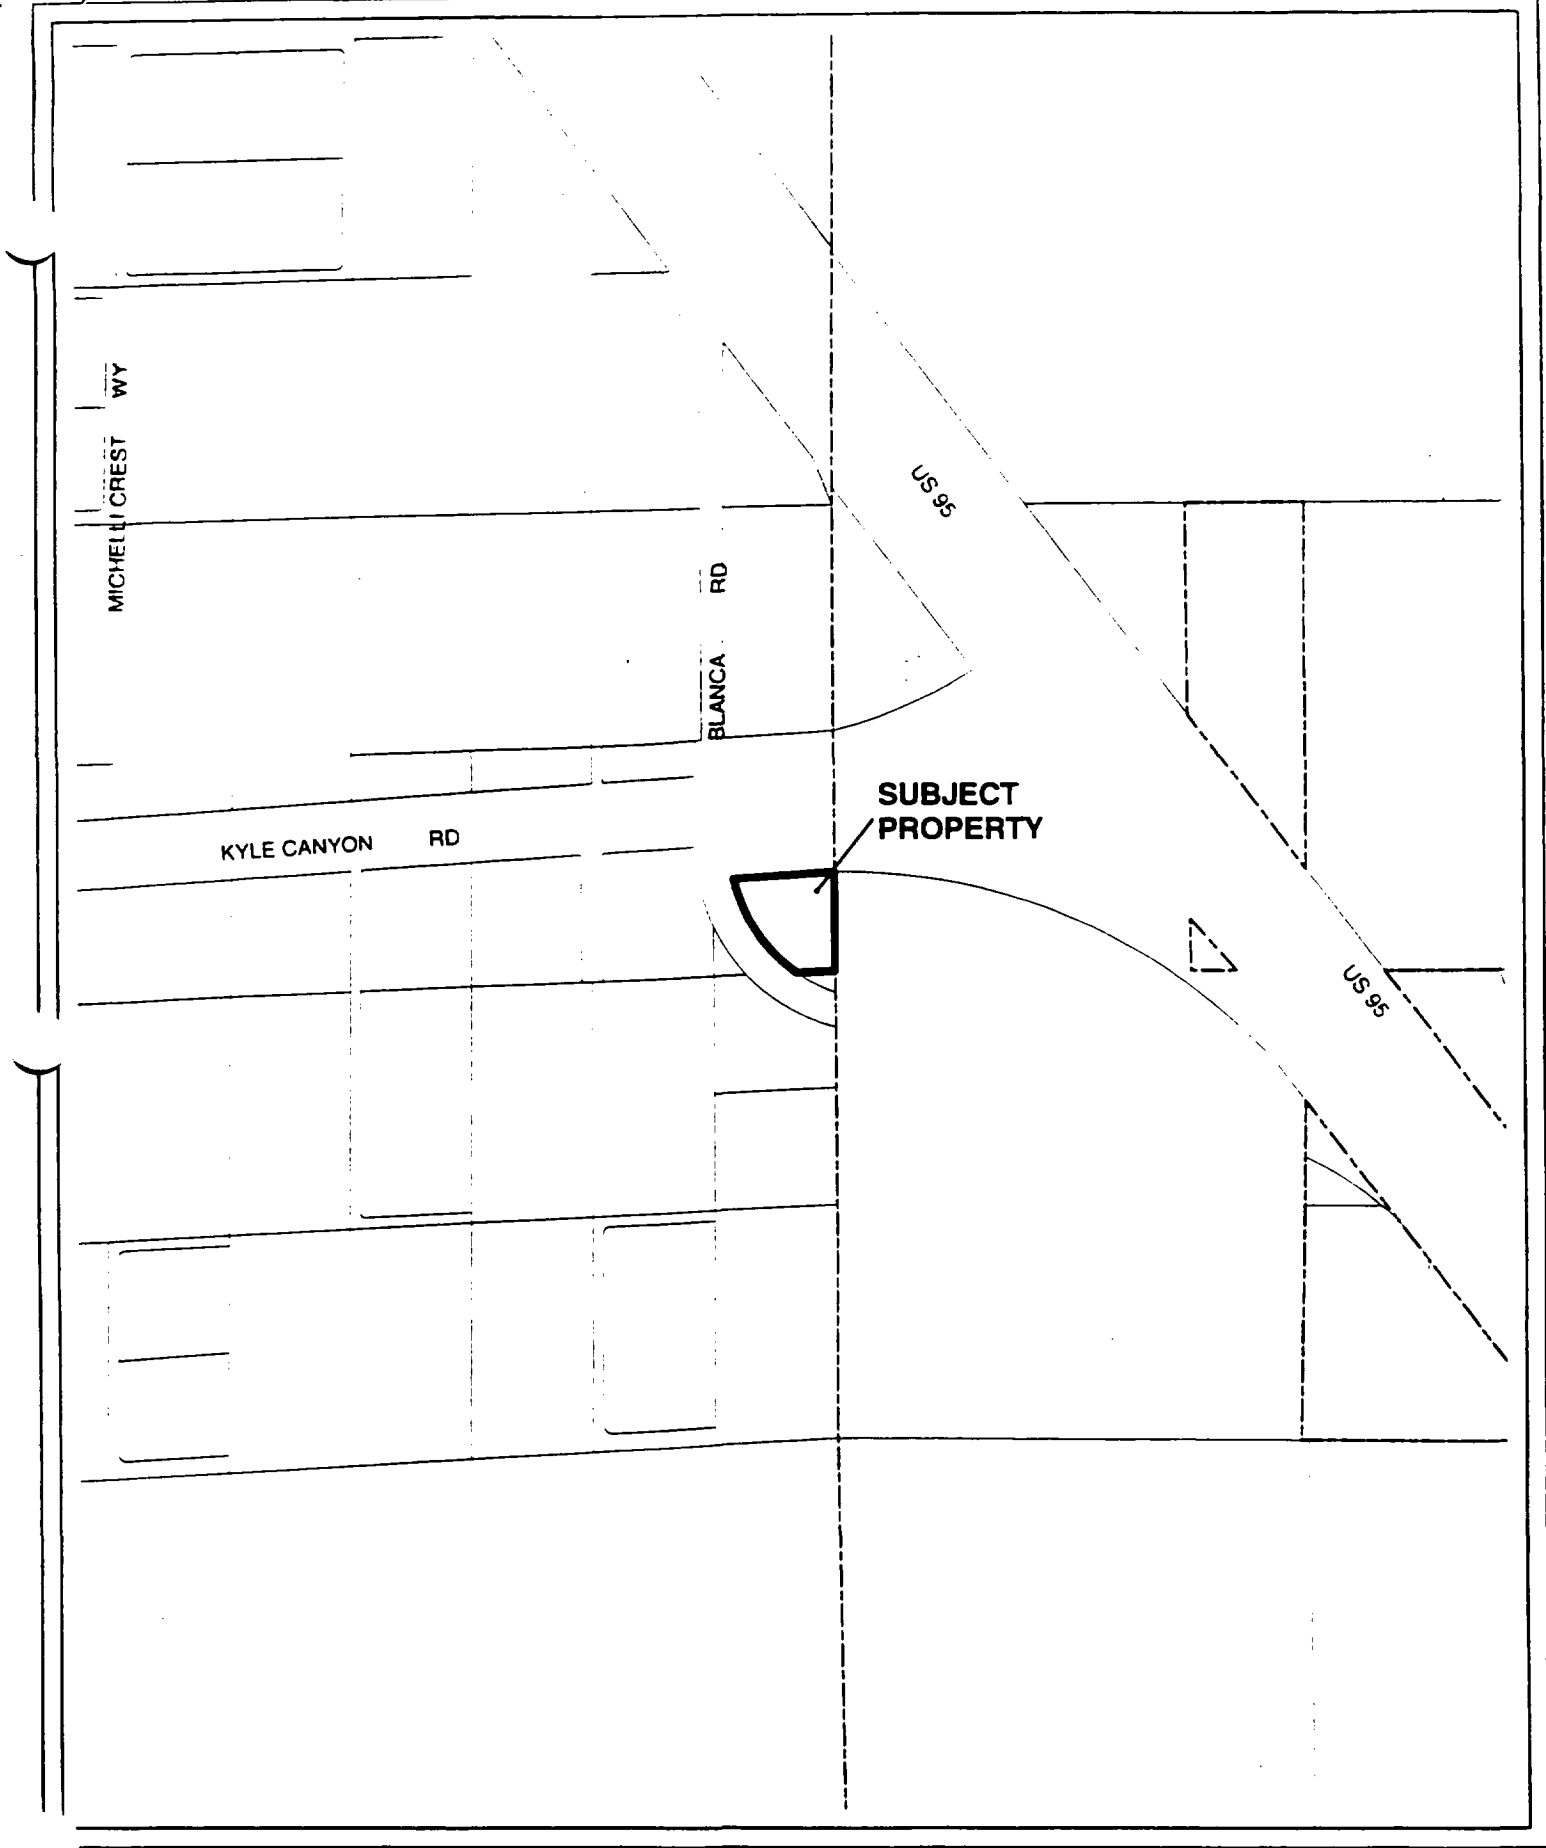 MICHELLI CREST WY
US 95
BLANCA RD
SUBJECT
PROPERTY
KYLE CANYON RD
US 95